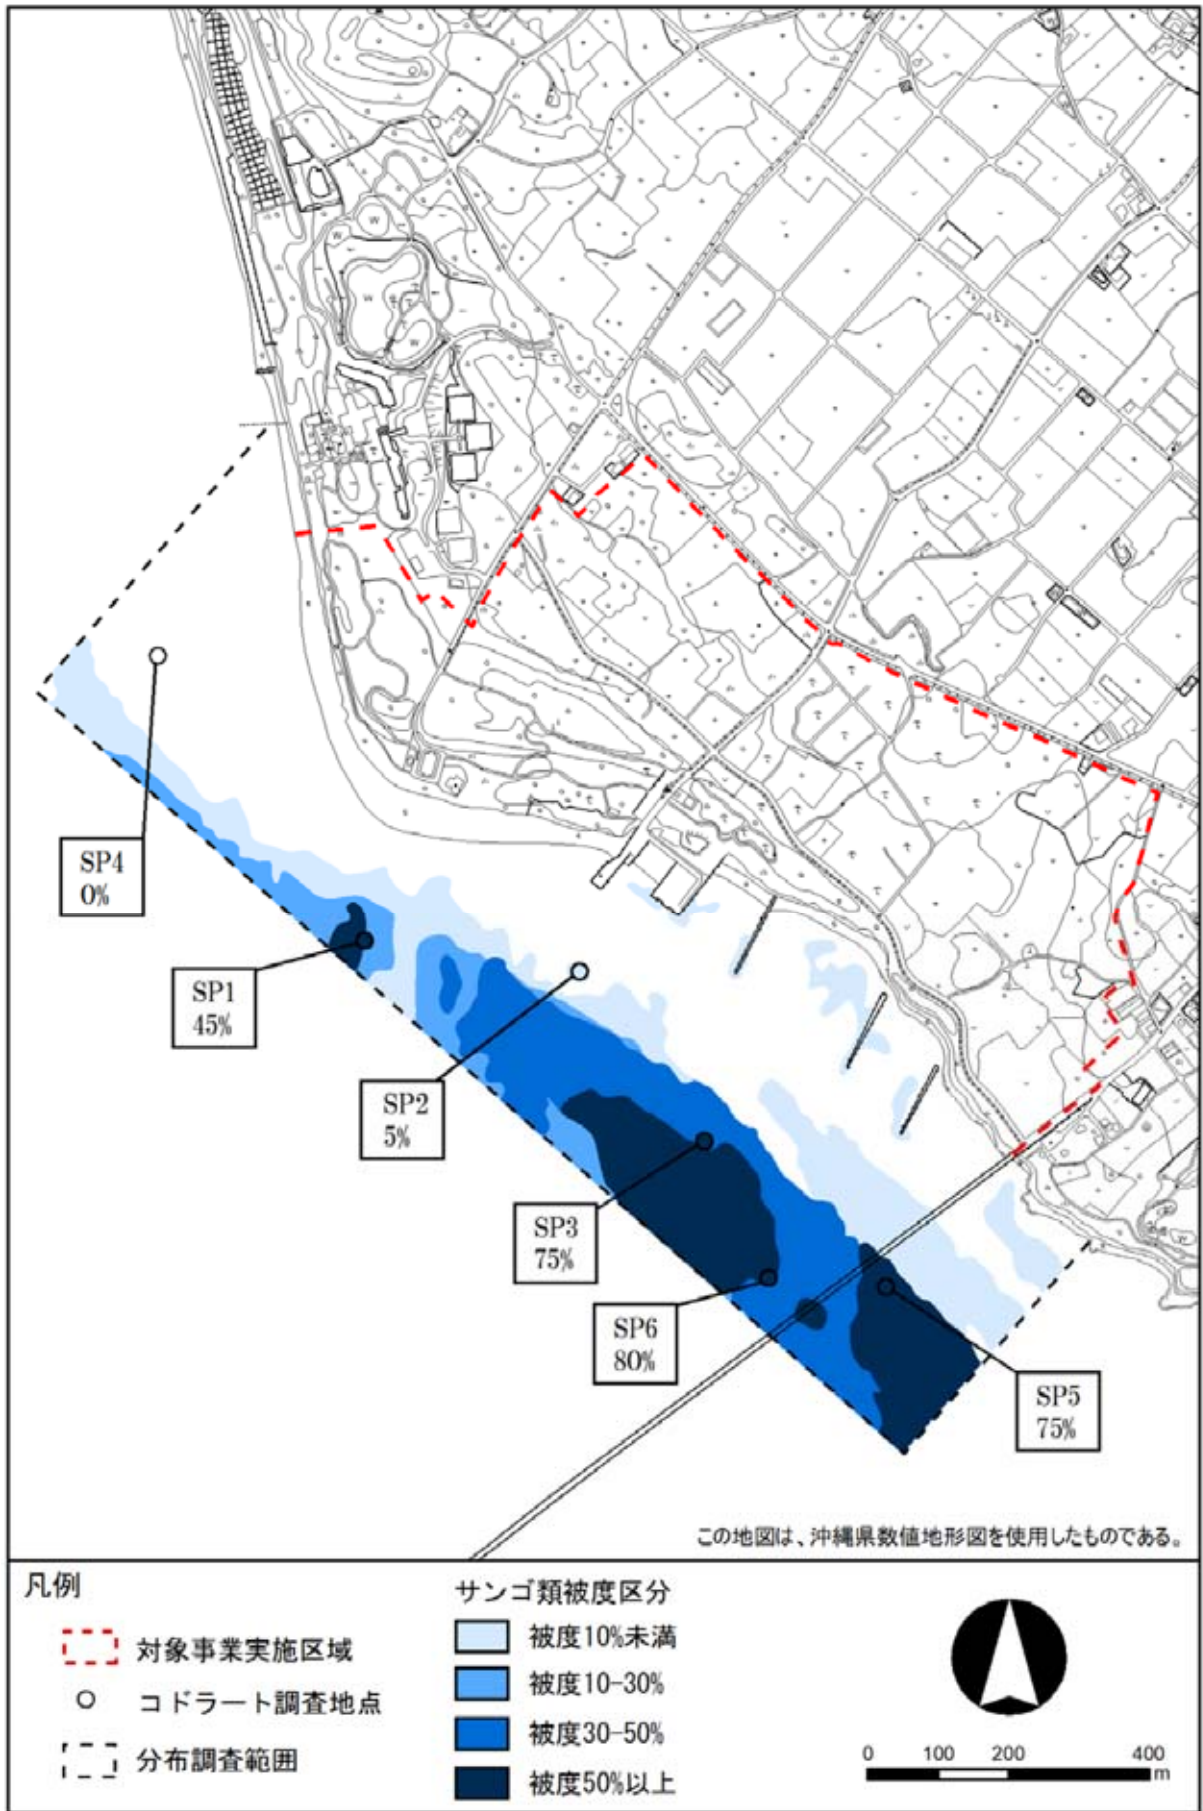 SP4
0%
SP1
45%
SP2
5%
SP3
75%
SP6
80%
SP5
75%
この地図は、沖縄県数値地形図を使用したものである。
凡例
対象事業実施区域
コドラート調査地点
分布調査範囲
サンゴ類被度区分
被度10%未満
被度10-30%
被度30-50%
被度50%以上
0 100 200 400
m